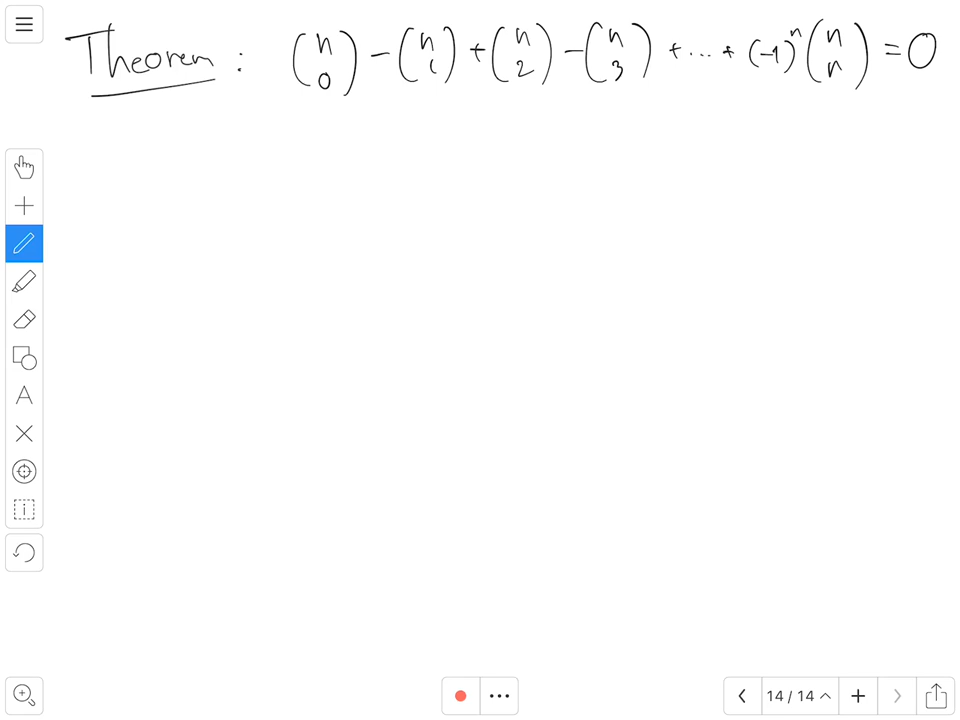 Theorem : (n 0) - (n 1) + (n 2) - (n 3) + ... + (-1)^n (n n) = 0
14 / 14